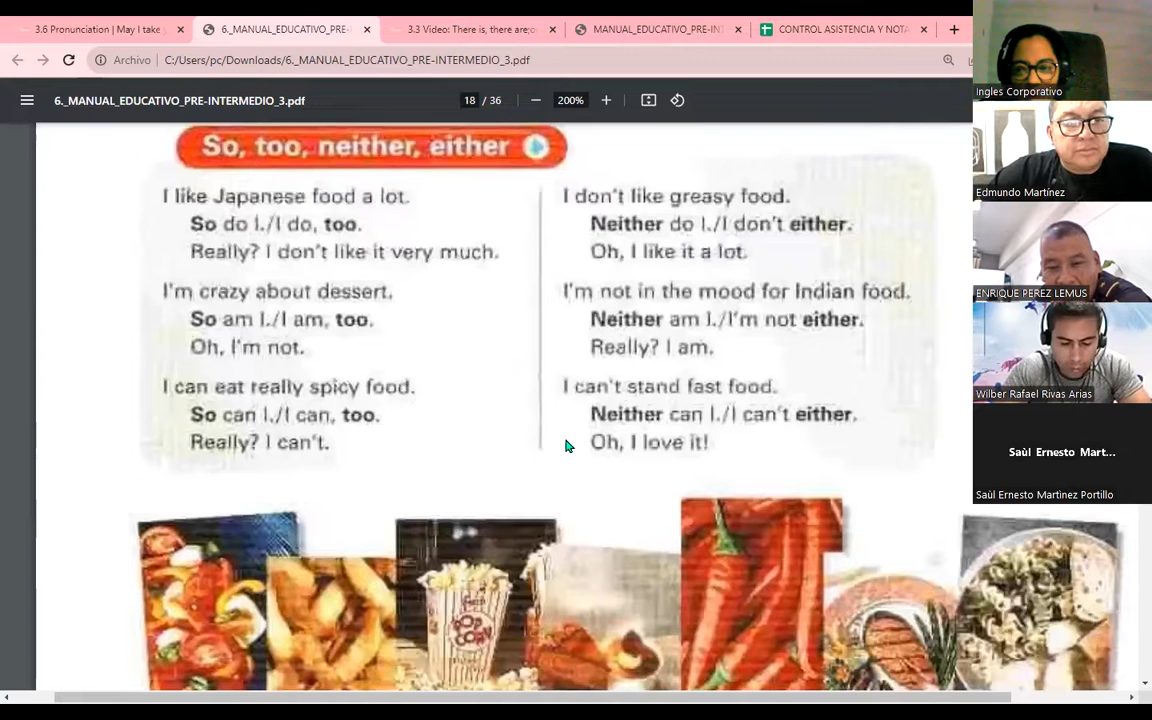 3.6 Pronunciation | May I take
6._MANUAL_EDUCATIVO_PRE-
3.3 Video: There is, there are;
MANUAL_EDUCATIVO_PRE-INT
CONTROL ASISTENCIA Y NOTA
Archivo
C:/Users/pc/Downloads/6._MANUAL_EDUCATIVO_PRE-INTERMEDIO_3.pdf
6._MANUAL_EDUCATIVO_PRE-INTERMEDIO_3.pdf
18 / 36
200%
So, too, neither, either
I like Japanese food a lot.
So do I./I do, too.
Really? I don't like it very much.
I'm crazy about dessert.
So am I./I am, too.
Oh, I'm not.
I can eat really spicy food.
So can I./I can, too.
Really? I can't.
I don't like greasy food.
Neither do I./I don't either.
Oh, I like it a lot.
I'm not in the mood for Indian food.
Neither am I./I'm not either.
Really? I am.
I can't stand fast food.
Neither can I./I can't either.
Oh, I love it!
POP
CORN
Ingles Corporativo
Edmundo Martínez
ENRIQUE PEREZ LEMUS
Wilber Rafael Rivas Arias
Saùl Ernesto Mart...
Saùl Ernesto Martinez Portillo